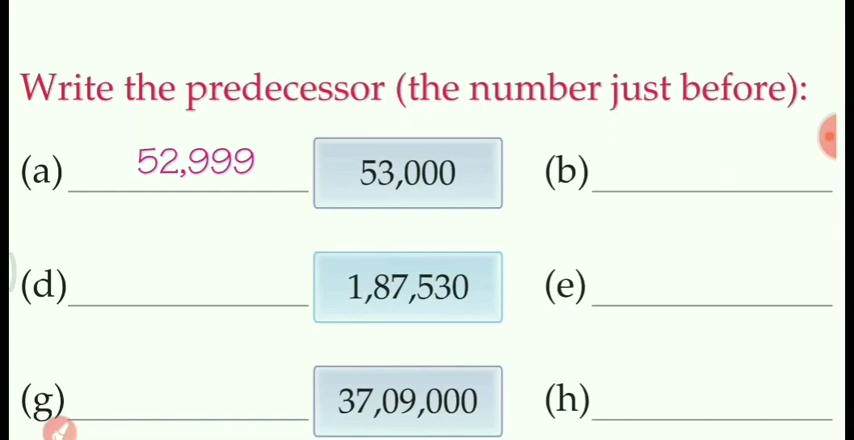 Write the predecessor (the number just before):
(a) 52,999 53,000 (b)
(d) 1,87,530 (e)
(g) 37,09,000 (h)